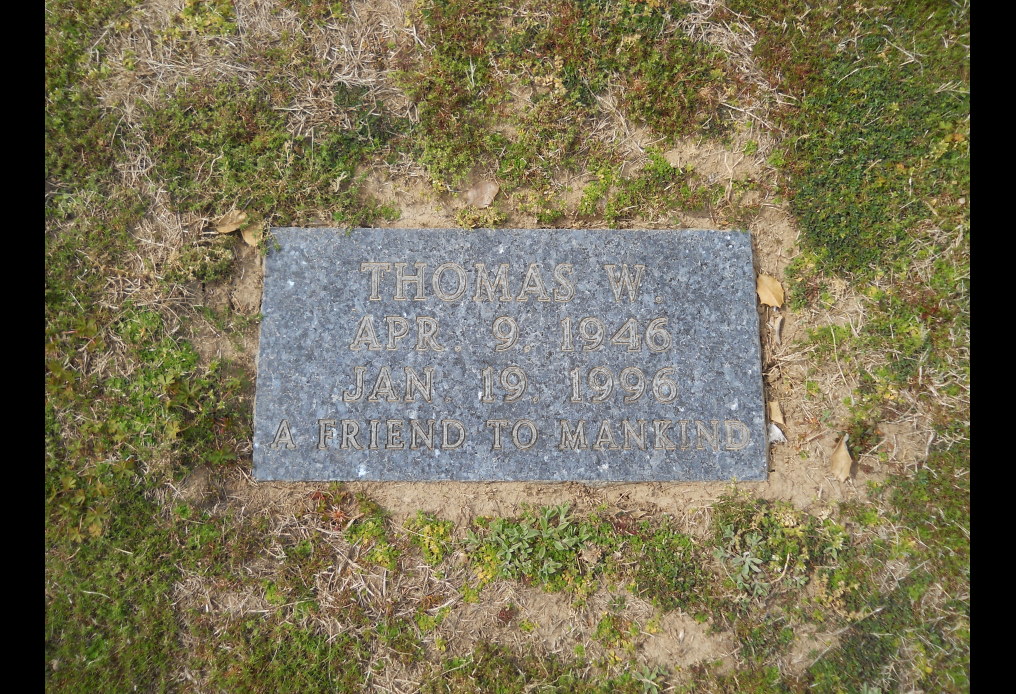 THOMAS W.
APR. 9. 1946
JAN. 19. 1996
A FRIEND TO MANKIND